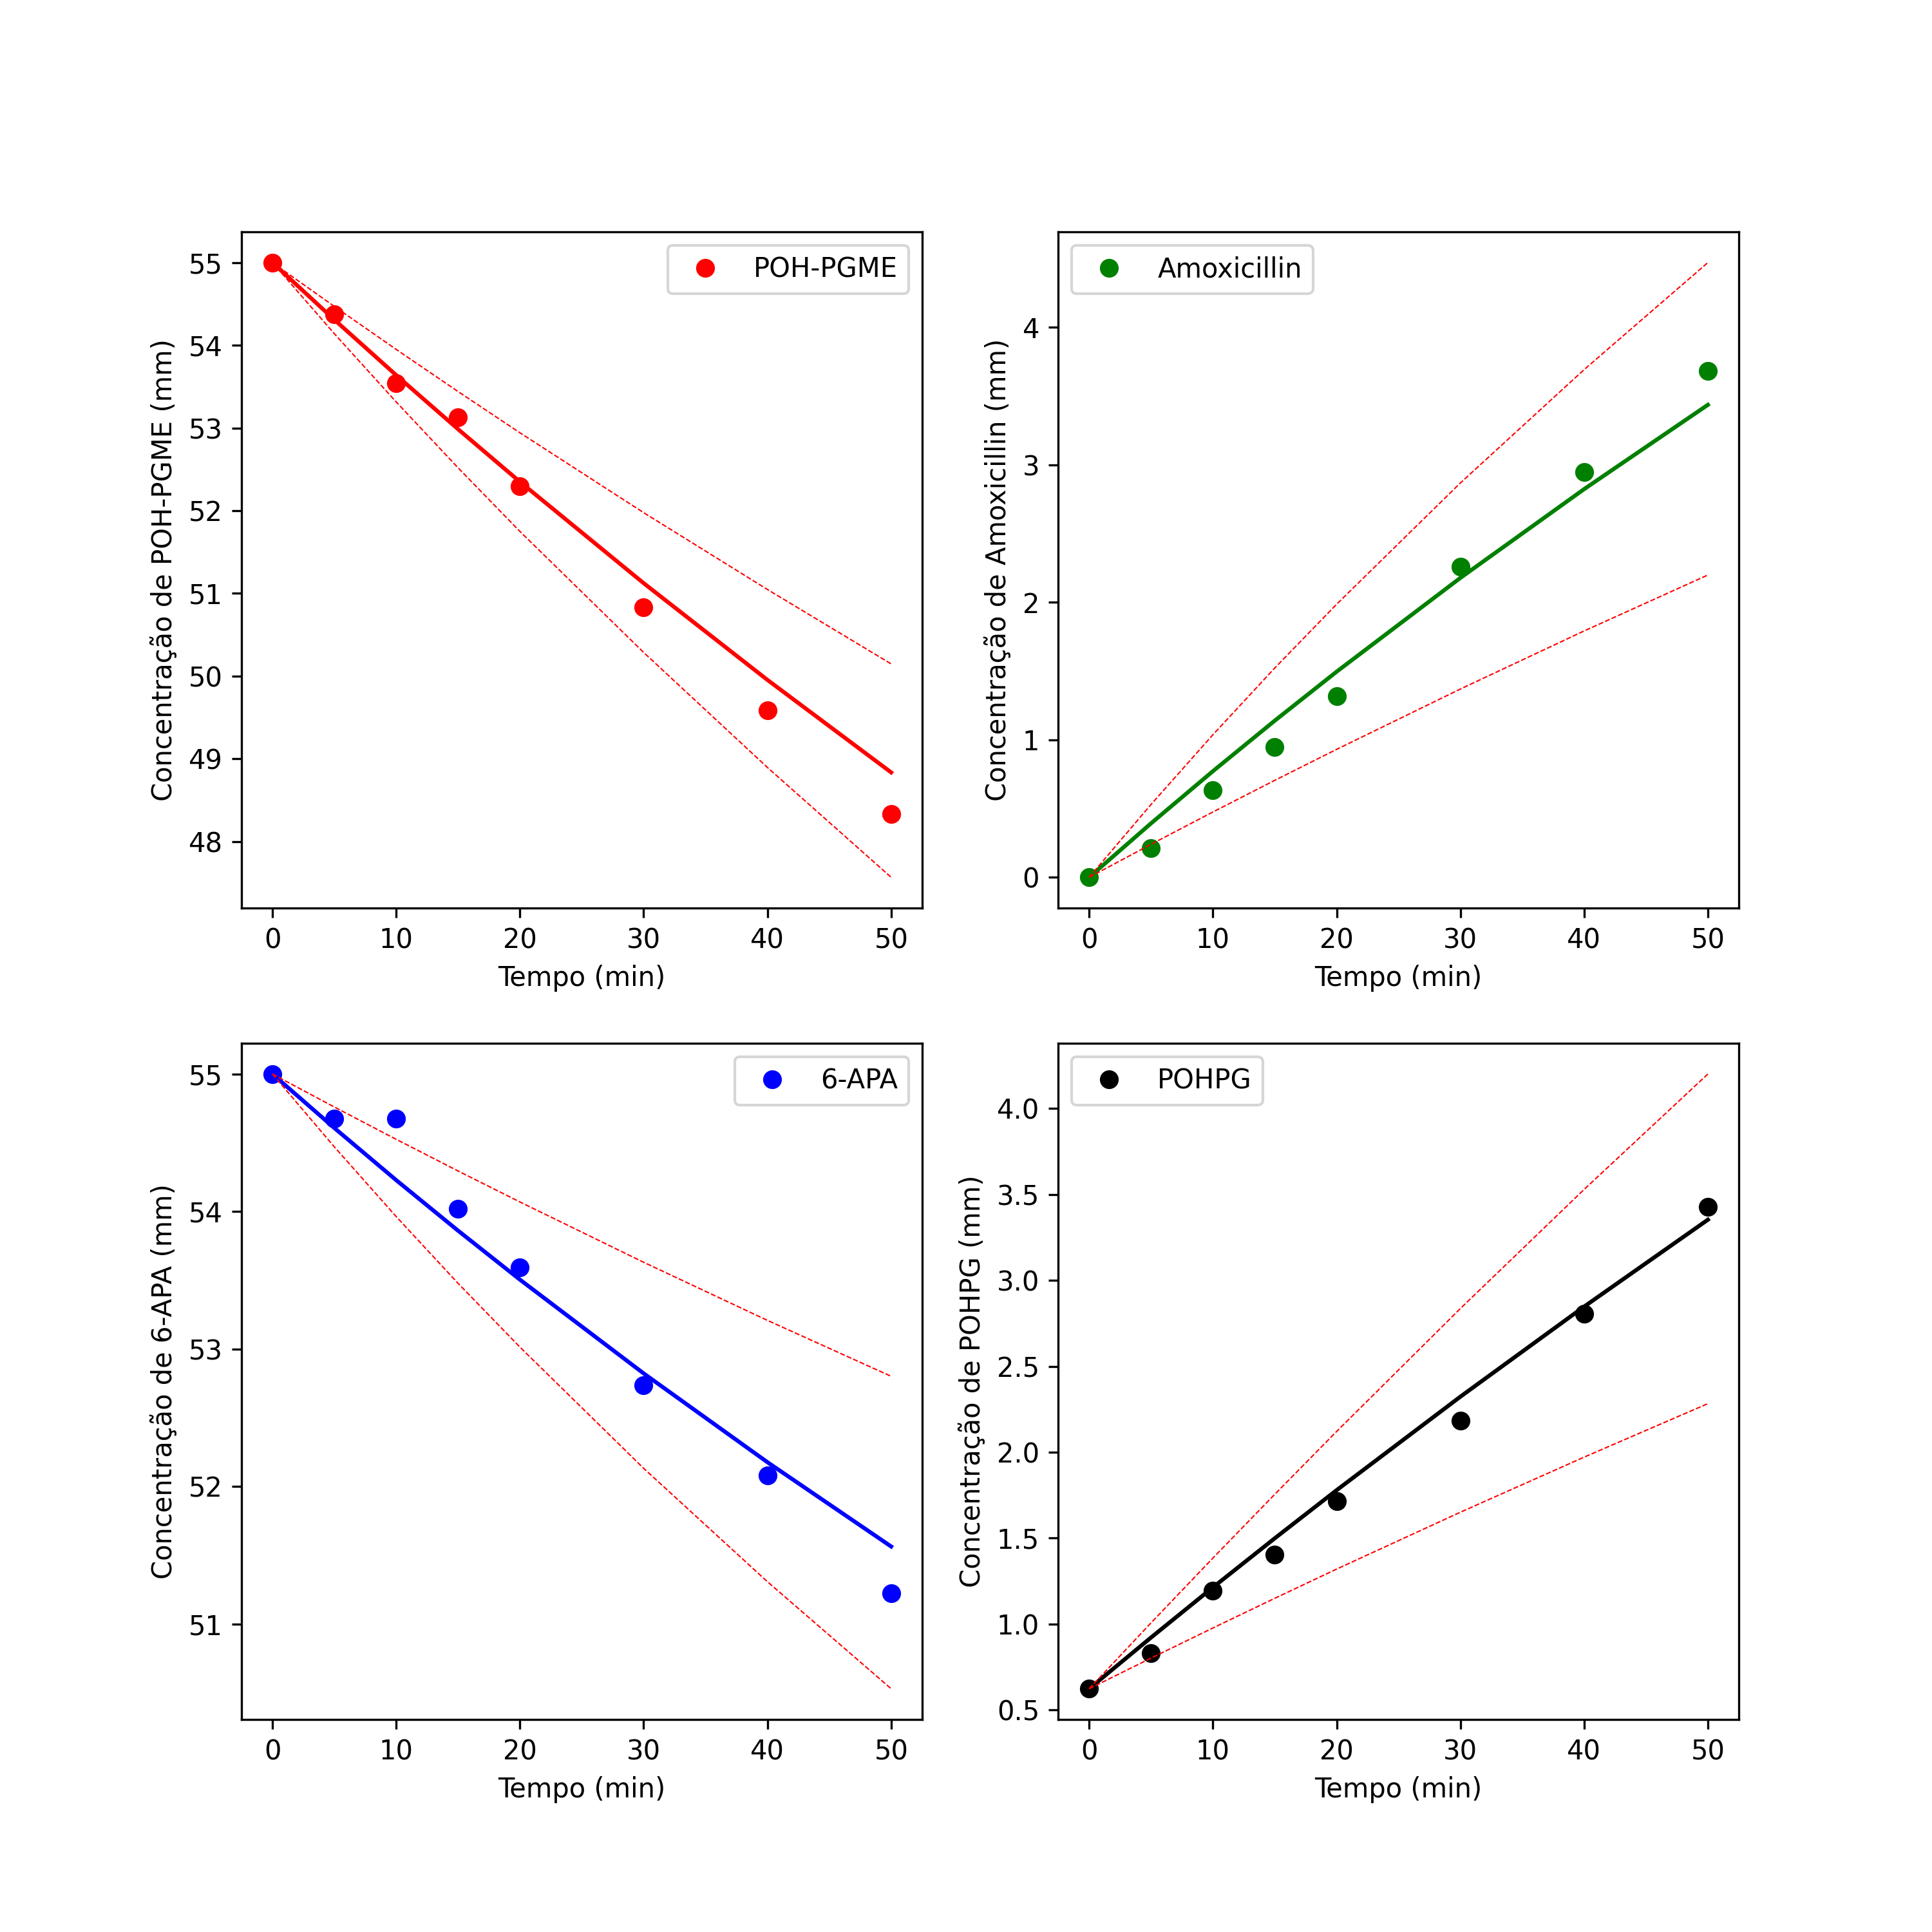 POH-PGME
Concentração de POH-PGME (mm)
55
54
53
52
51
50
49
48
0 10 20 30 40 50
Tempo (min)
Amoxicillin
Concentração de Amoxicillin (mm)
4
3
2
1
0
0 10 20 30 40 50
Tempo (min)
6-APA
Concentração de 6-APA (mm)
55
54
53
52
51
0 10 20 30 40 50
Tempo (min)
POHPG
Concentração de POHPG (mm)
4.0
3.5
3.0
2.5
2.0
1.5
1.0
0.5
0 10 20 30 40 50
Tempo (min)